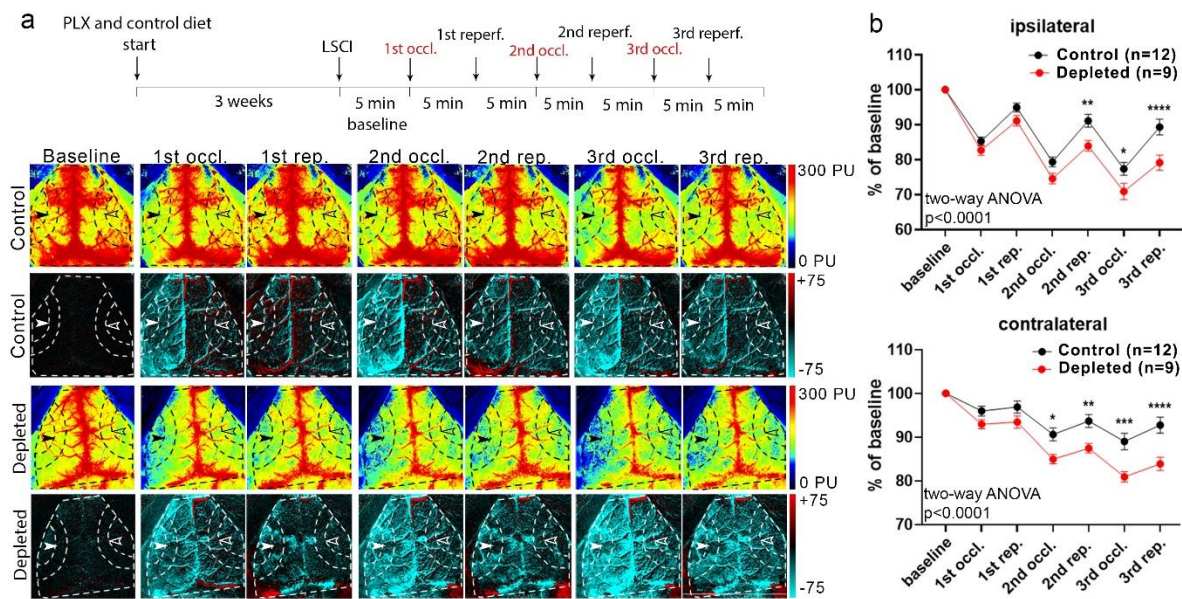 a
PLX and control diet
start
LSCI
1st occl.
1st reperf.
2nd occl.
2nd reperf.
3rd occl.
3rd reperf.
3 weeks
5 min
5 min
5 min
5 min
5 min
5 min
5 min
baseline
Baseline
1st occl.
1st rep.
2nd occl.
2nd rep.
3rd occl.
3rd rep.
Control
300 PU
0 PU
Control
+75
-75
Depleted
300 PU
0 PU
Depleted
+75
-75
b
ipsilateral
% of baseline
110
100
90
80
70
60
Control (n=12)
Depleted (n=9)
**
*
****
two-way ANOVA
p<0.0001
baseline
1st occl.
1st rep.
2nd occl.
2nd rep.
3rd occl.
3rd rep.
contralateral
% of baseline
110
100
90
80
70
Control (n=12)
Depleted (n=9)
*
**
***
****
two-way ANOVA
p<0.0001
baseline
1st occl.
1st rep.
2nd occl.
2nd rep.
3rd occl.
3rd rep.